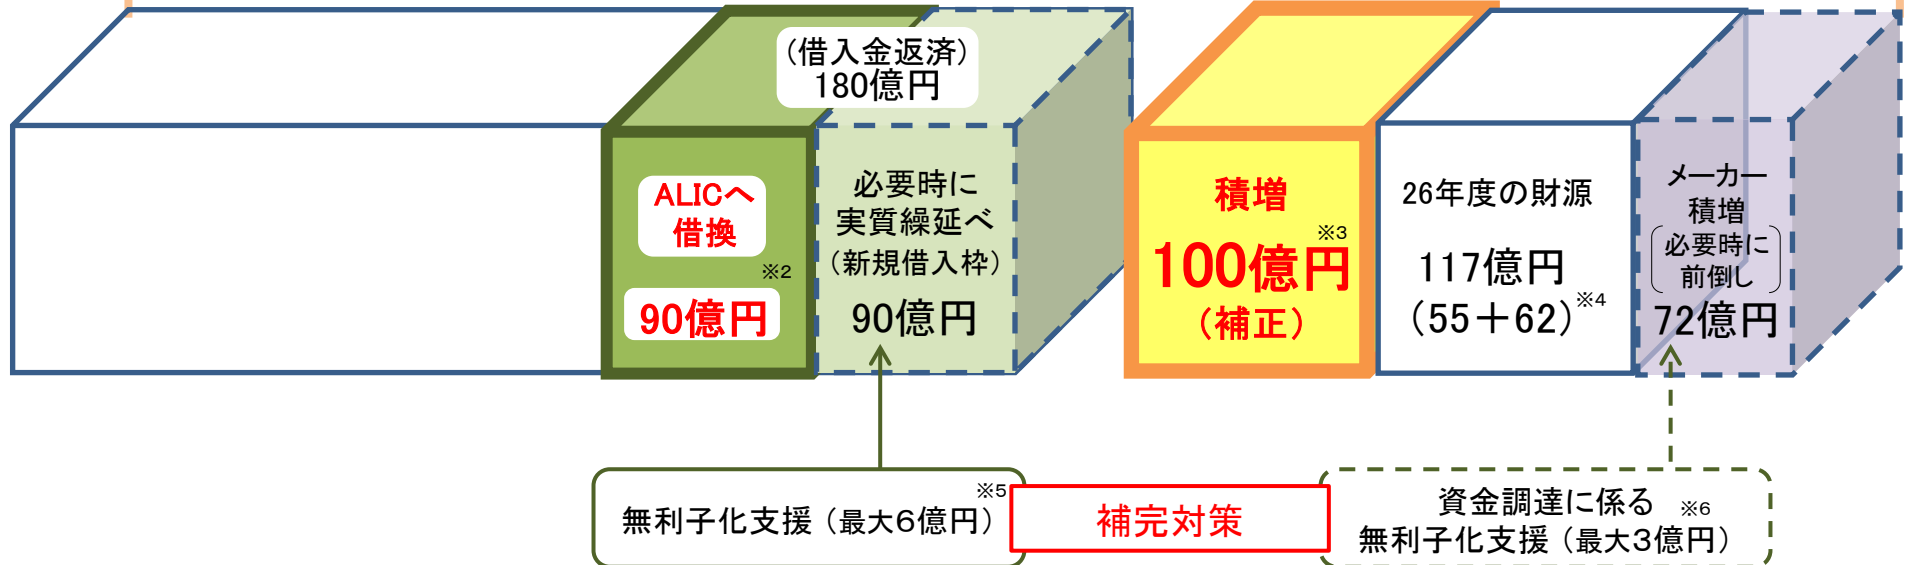 (借入金返済)
180億円
ALICへ
借換
※2
90億円
必要時に
実質繰延べ
(新規借入枠)
90億円
積増
※3
100億円
(補正)
26年度の財源
117億円
(55+62)※4
メーカー
積増
必要時に
前倒し
72億円
※5
無利子化支援(最大6億円)
補完対策
資金調達に係る ※6
無利子化支援(最大3億円)